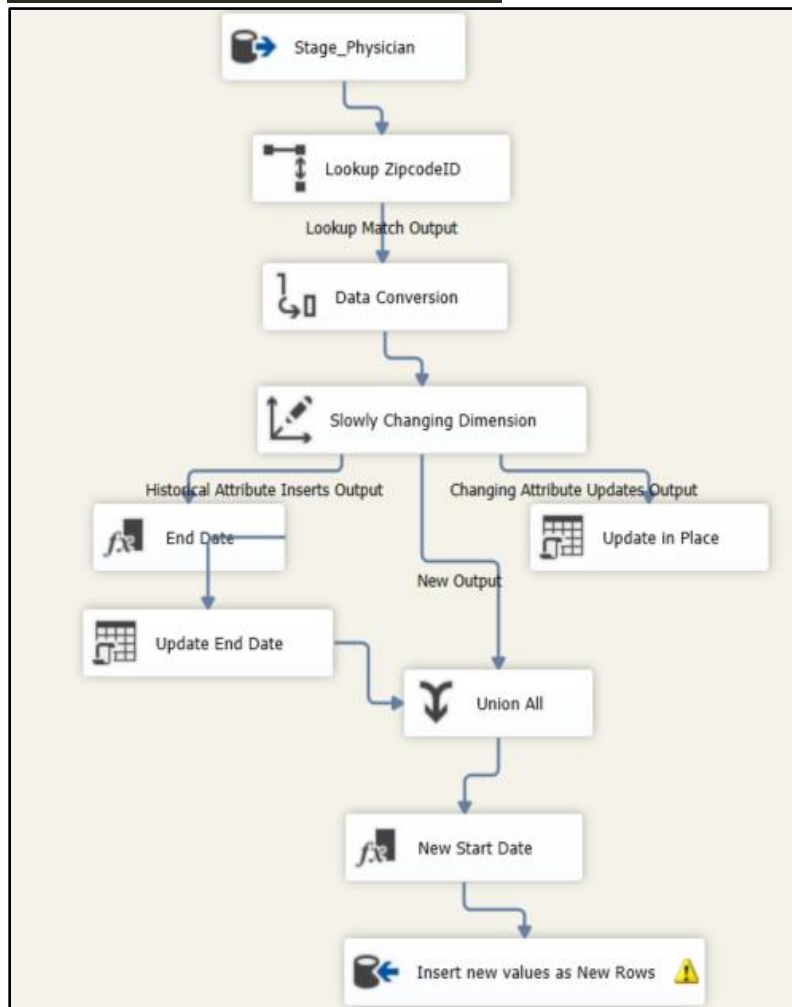 Stage_Physician
Lookup ZipcodeID
Lookup Match Output
Data Conversion
Slowly Changing Dimension
Historical Attribute Inserts Output
Changing Attribute Updates Output
End Date
Update in Place
New Output
Update End Date
Union All
New Start Date
Insert new values as New Rows